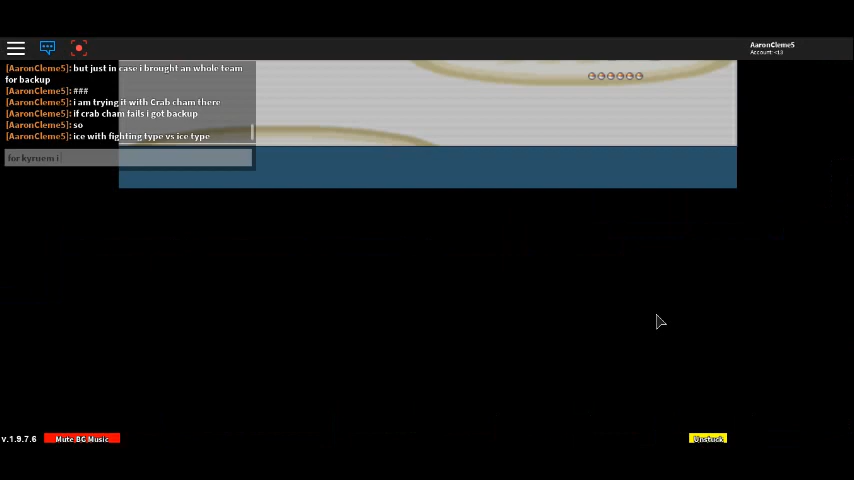 AaronCleme5
Account: <13
[AaronCleme5]: but just in case i brought an whole team
for backup
[AaronCleme5]: ###
[AaronCleme5]: i am trying it with Crab cham there
[AaronCleme5]: if crab cham fails i got backup
[AaronCleme5]: so
[AaronCleme5]: ice with fighting type vs ice type
for kyruem i
v.1.9.7.6
Mute BG Music
Unstuck